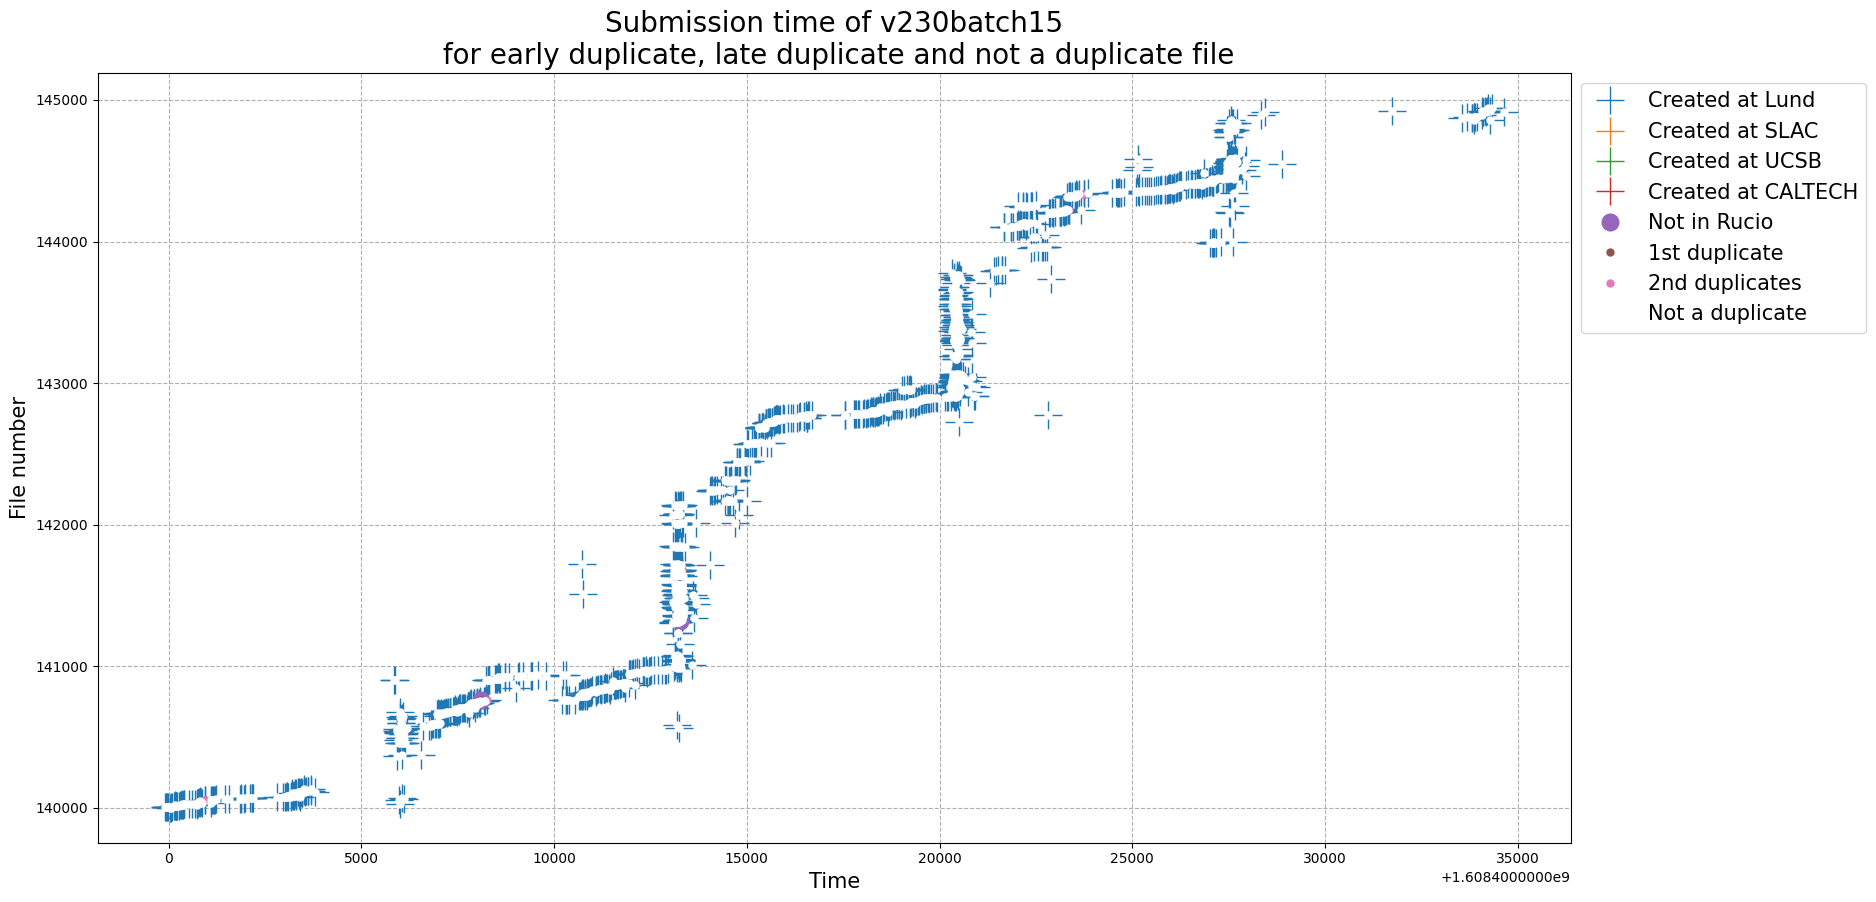 Submission time of v230batch15
for early duplicate, late duplicate and not a duplicate file
145000
144000
143000
142000
141000
140000
File number
0
5000
10000
15000
20000
25000
30000
35000
+1.6084000000e9
Time
Created at Lund
Created at SLAC
Created at UCSB
Created at CALTECH
Not in Rucio
1st duplicate
2nd duplicates
Not a duplicate